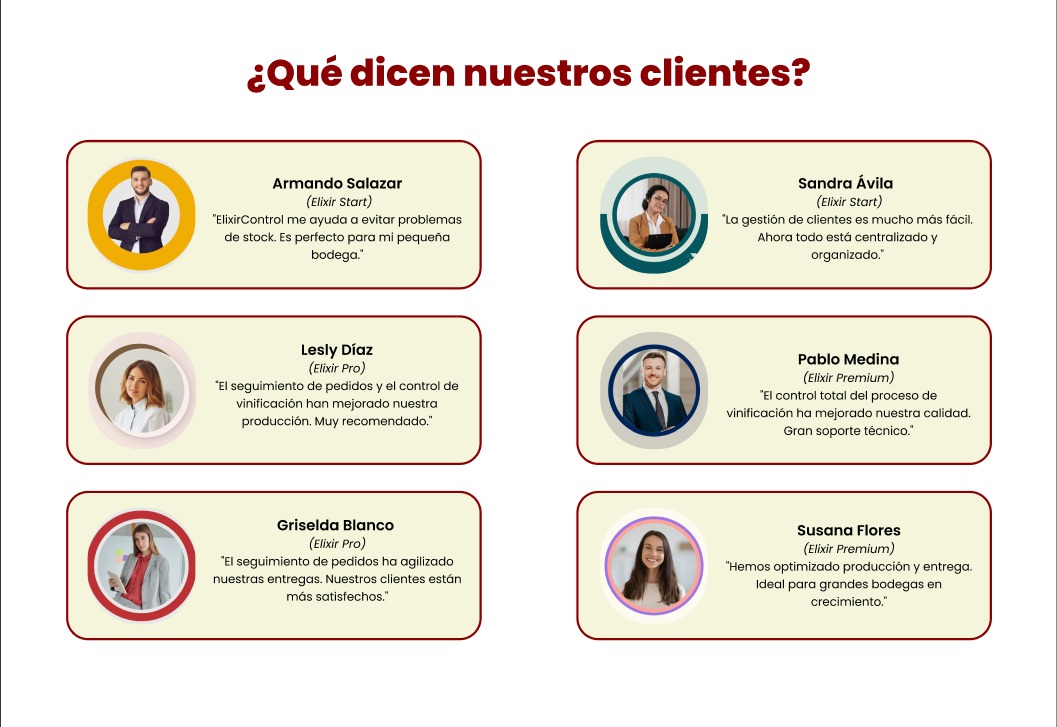 ¿Qué dicen nuestros clientes?
Armando Salazar
(Elixir Start)
"ElixirControl me ayuda a evitar problemas
de stock. Es perfecto para mi pequeña
bodega."
Sandra Ávila
(Elixir Start)
"La gestión de clientes es mucho más fácil.
Ahora todo está centralizado y
organizado."
Lesly Díaz
(Elixir Pro)
"El seguimiento de pedidos y el control de
vinificación han mejorado nuestra
producción. Muy recomendado."
Pablo Medina
(Elixir Premium)
"El control total del proceso de
vinificación ha mejorado nuestra calidad.
Gran soporte técnico."
Griselda Blanco
(Elixir Pro)
"El seguimiento de pedidos ha agilizado
nuestras entregas. Nuestros clientes están
más satisfechos."
Susana Flores
(Elixir Premium)
"Hemos optimizado producción y entrega.
Ideal para grandes bodegas en
crecimiento."